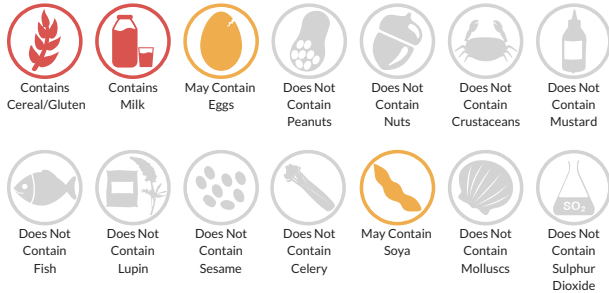 Contains
Cereal/Gluten
Contains
Milk
May Contain
Eggs
Does Not
Contain
Peanuts
Does Not
Contain
Nuts
Does Not
Contain
Crustaceans
Does Not
Contain
Mustard
SO₂
Does Not
Contain
Fish
Does Not
Contain
Lupin
Does Not
Contain
Sesame
Does Not
Contain
Celery
May Contain
Soya
Does Not
Contain
Molluscs
Does Not
Contain
Sulphur
Dioxide